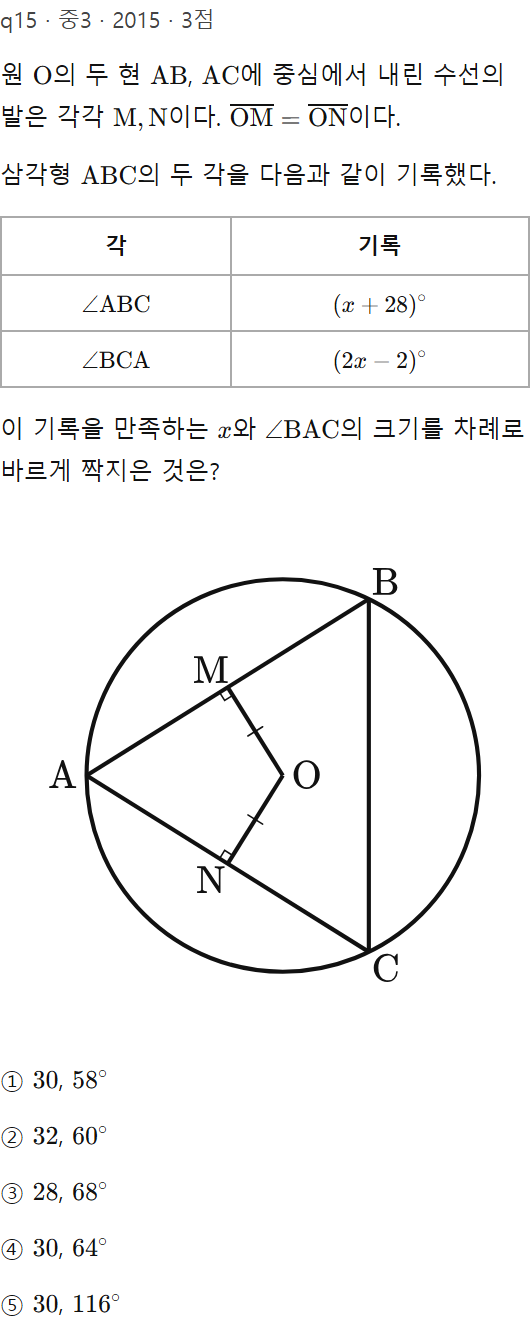 q15 · 중3 · 2015 · 3점
원 O의 두 현 AB, AC에 중심에서 내린 수선의
발은 각각 M, N이다. $\overline{OM} = \overline{ON}$이다.
삼각형 ABC의 두 각을 다음과 같이 기록했다.
각 기록
∠ABC (x + 28)°
∠BCA (2x − 2)°
이 기록을 만족하는 x와 ∠BAC의 크기를 차례로
바르게 짝지은 것은?
B
M
A
O
N
C
① 30, 58°
② 32, 60°
③ 28, 68°
④ 30, 64°
⑤ 30, 116°